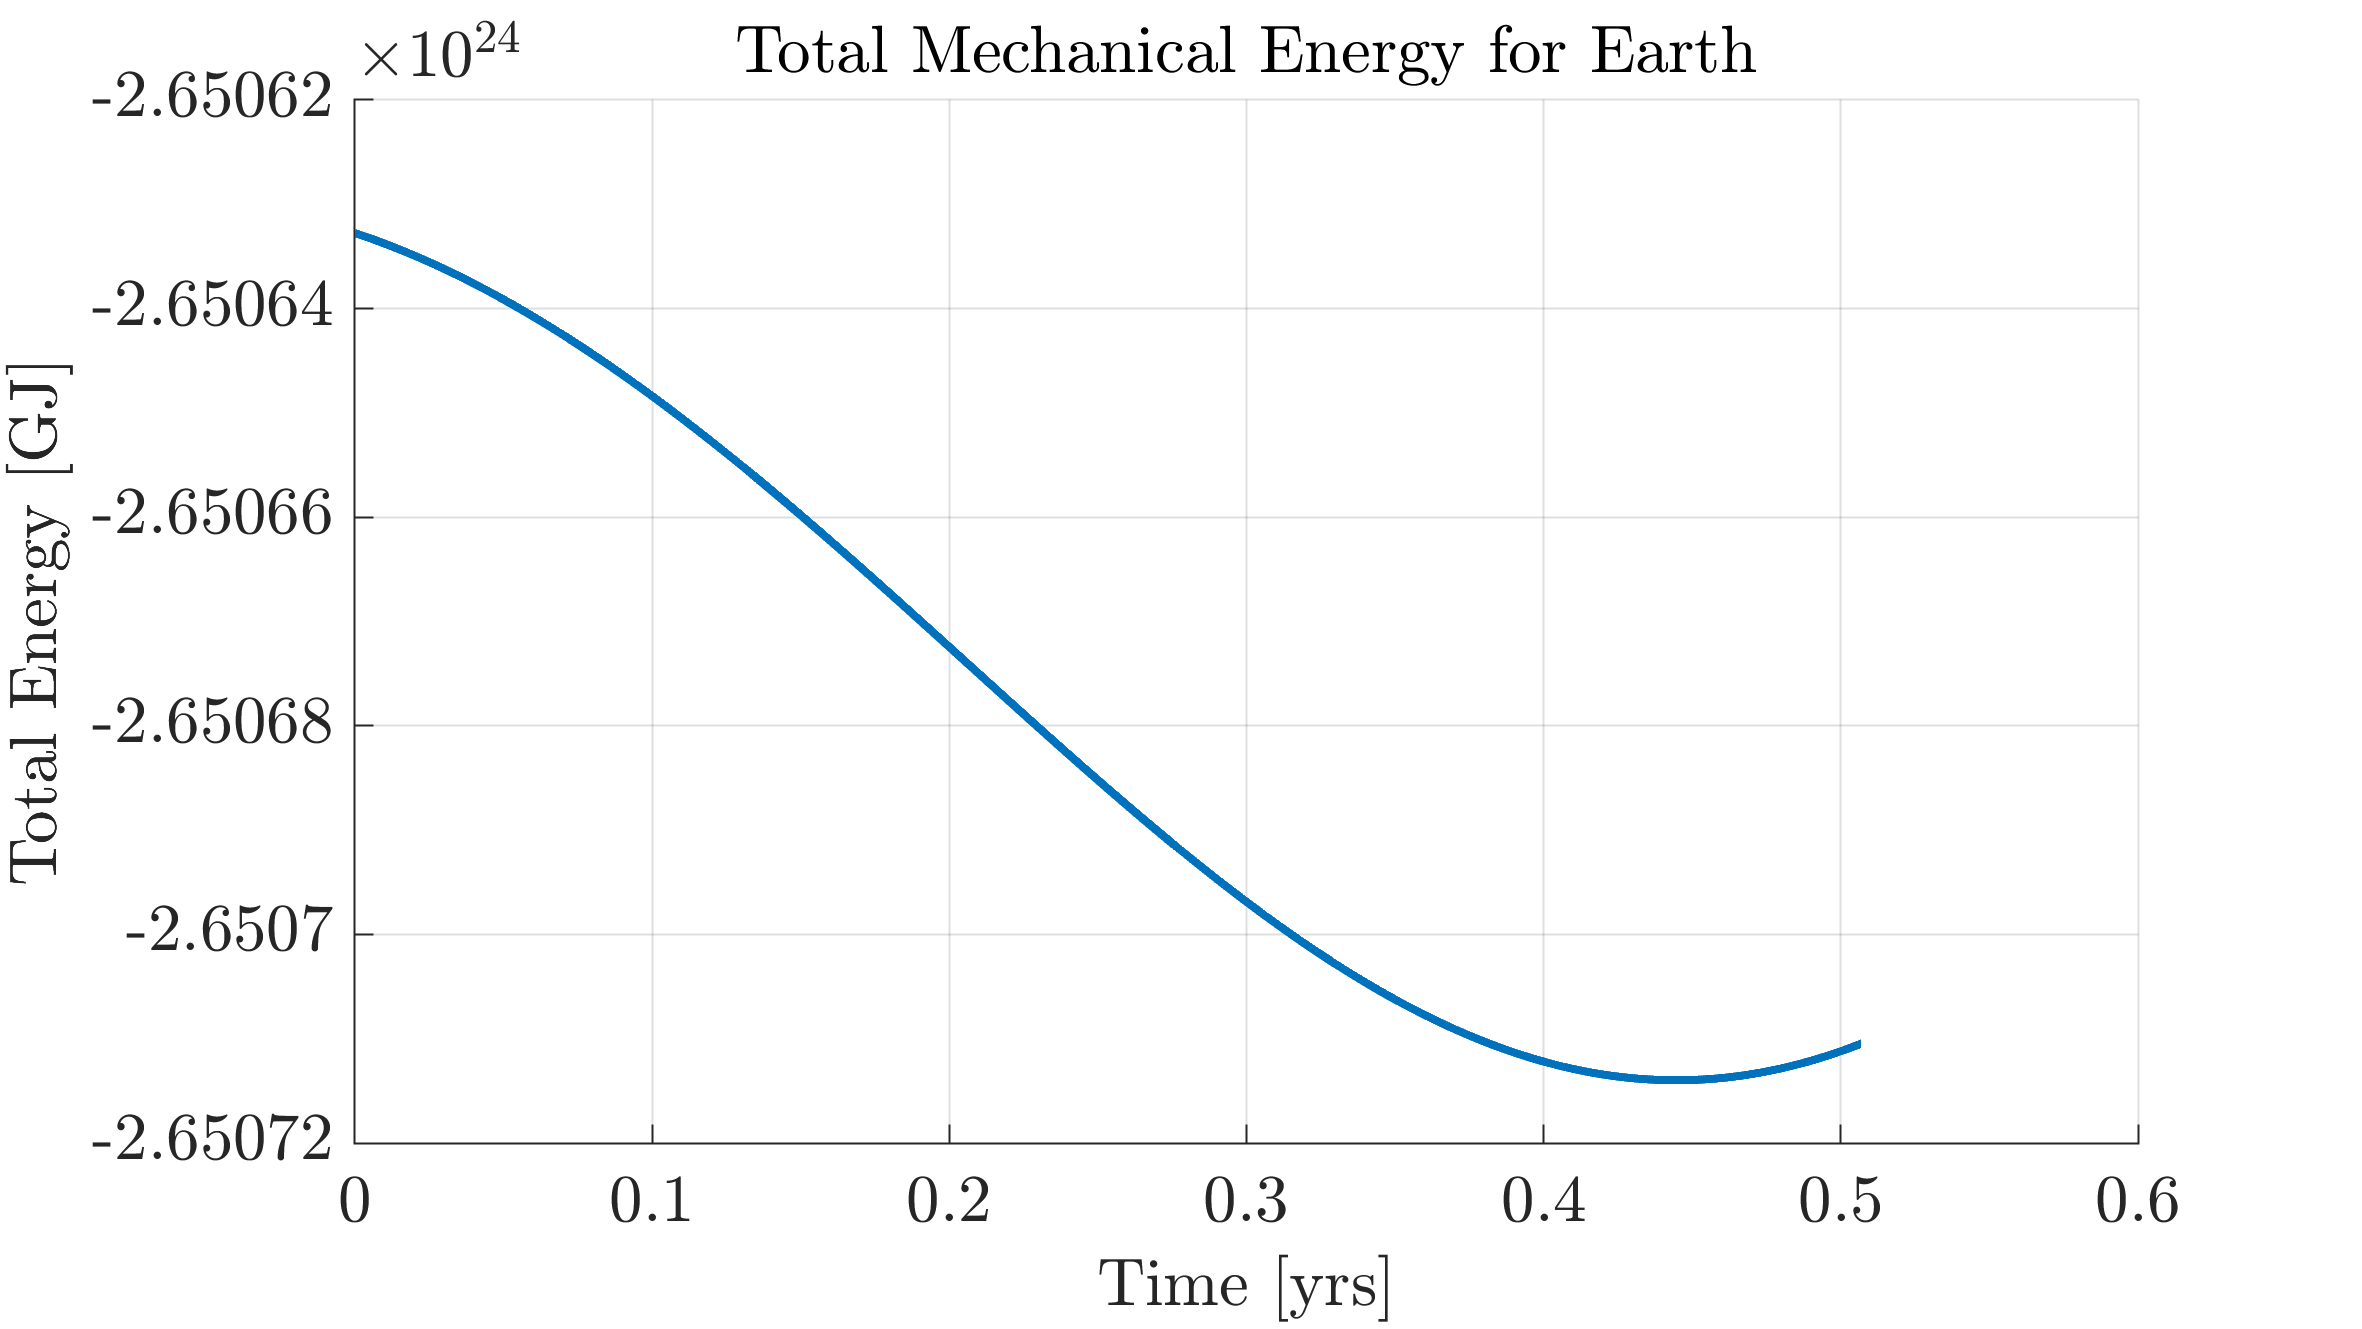 ×10^24
Total Mechanical Energy for Earth
-2.65062
-2.65064
-2.65066
-2.65068
-2.6507
-2.65072
Total Energy [GJ]
0 0.1 0.2 0.3 0.4 0.5 0.6
Time [yrs]